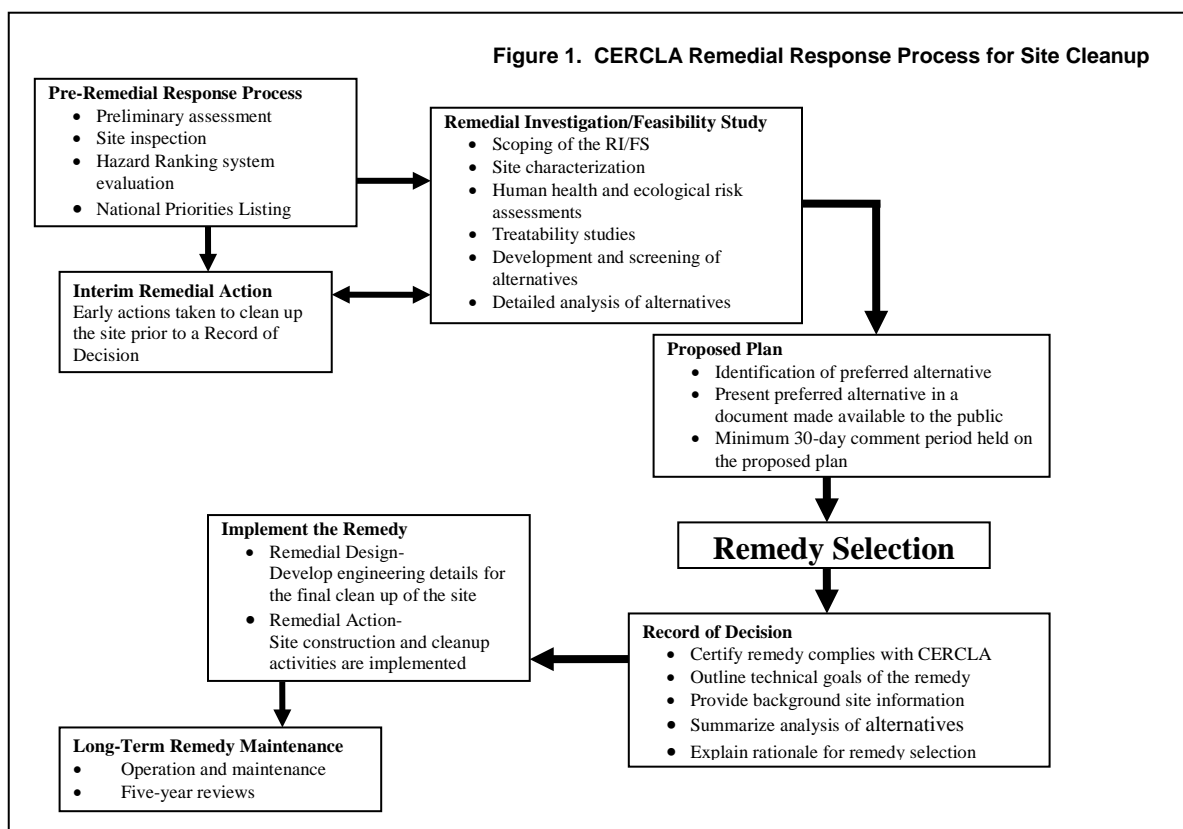 Figure 1. CERCLA Remedial Response Process for Site Cleanup
Pre-Remedial Response Process
• Preliminary assessment
• Site inspection
• Hazard Ranking system
evaluation
• National Priorities Listing
Remedial Investigation/Feasibility Study
• Scoping of the RI/FS
• Site characterization
• Human health and ecological risk
assessments
• Treatability studies
• Development and screening of
alternatives
• Detailed analysis of alternatives
Interim Remedial Action
Early actions taken to clean up
the site prior to a Record of
Decision
Proposed Plan
• Identification of preferred alternative
• Present preferred alternative in a
document made available to the public
• Minimum 30-day comment period held on
the proposed plan
Remedy Selection
Record of Decision
• Certify remedy complies with CERCLA
• Outline technical goals of the remedy
• Provide background site information
• Summarize analysis of alternatives
• Explain rationale for remedy selection
Implement the Remedy
• Remedial Design-
Develop engineering details for
the final clean up of the site
• Remedial Action-
Site construction and cleanup
activities are implemented
Long-Term Remedy Maintenance
• Operation and maintenance
• Five-year reviews